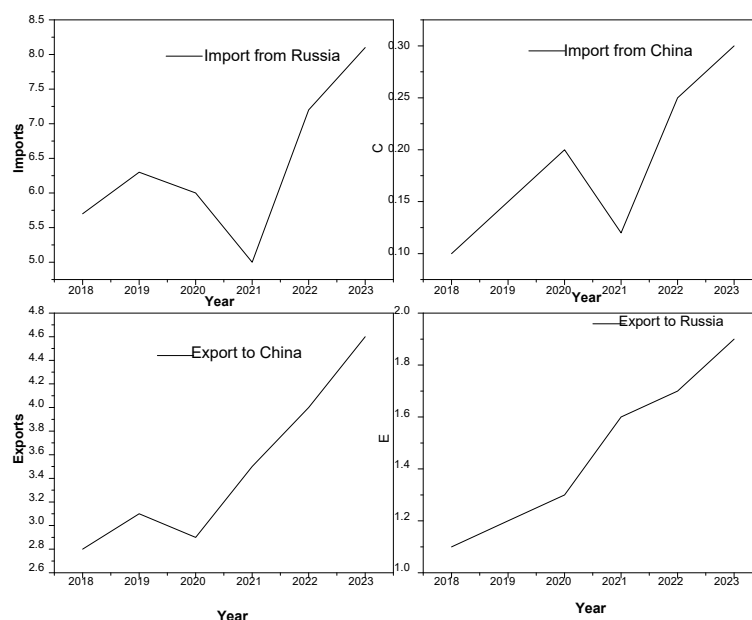 8.5
Import from Russia
8.0
7.5
7.0
Imports
6.5
6.0
5.5
5.0
2018 2019 2020 2021 2022 2023
Year
0.30
Import from China
0.25
C
0.20
0.15
0.10
2018 2019 2020 2021 2022 2023
Year
4.8
4.6
4.4
Export to China
4.2
4.0
3.8
Exports
3.6
3.4
3.2
3.0
2.8
2.6
2018 2019 2020 2021 2022 2023
Year
2.0
Export to Russia
1.8
1.6
E
1.4
1.2
1.0
2018 2019 2020 2021 2022 2023
Year